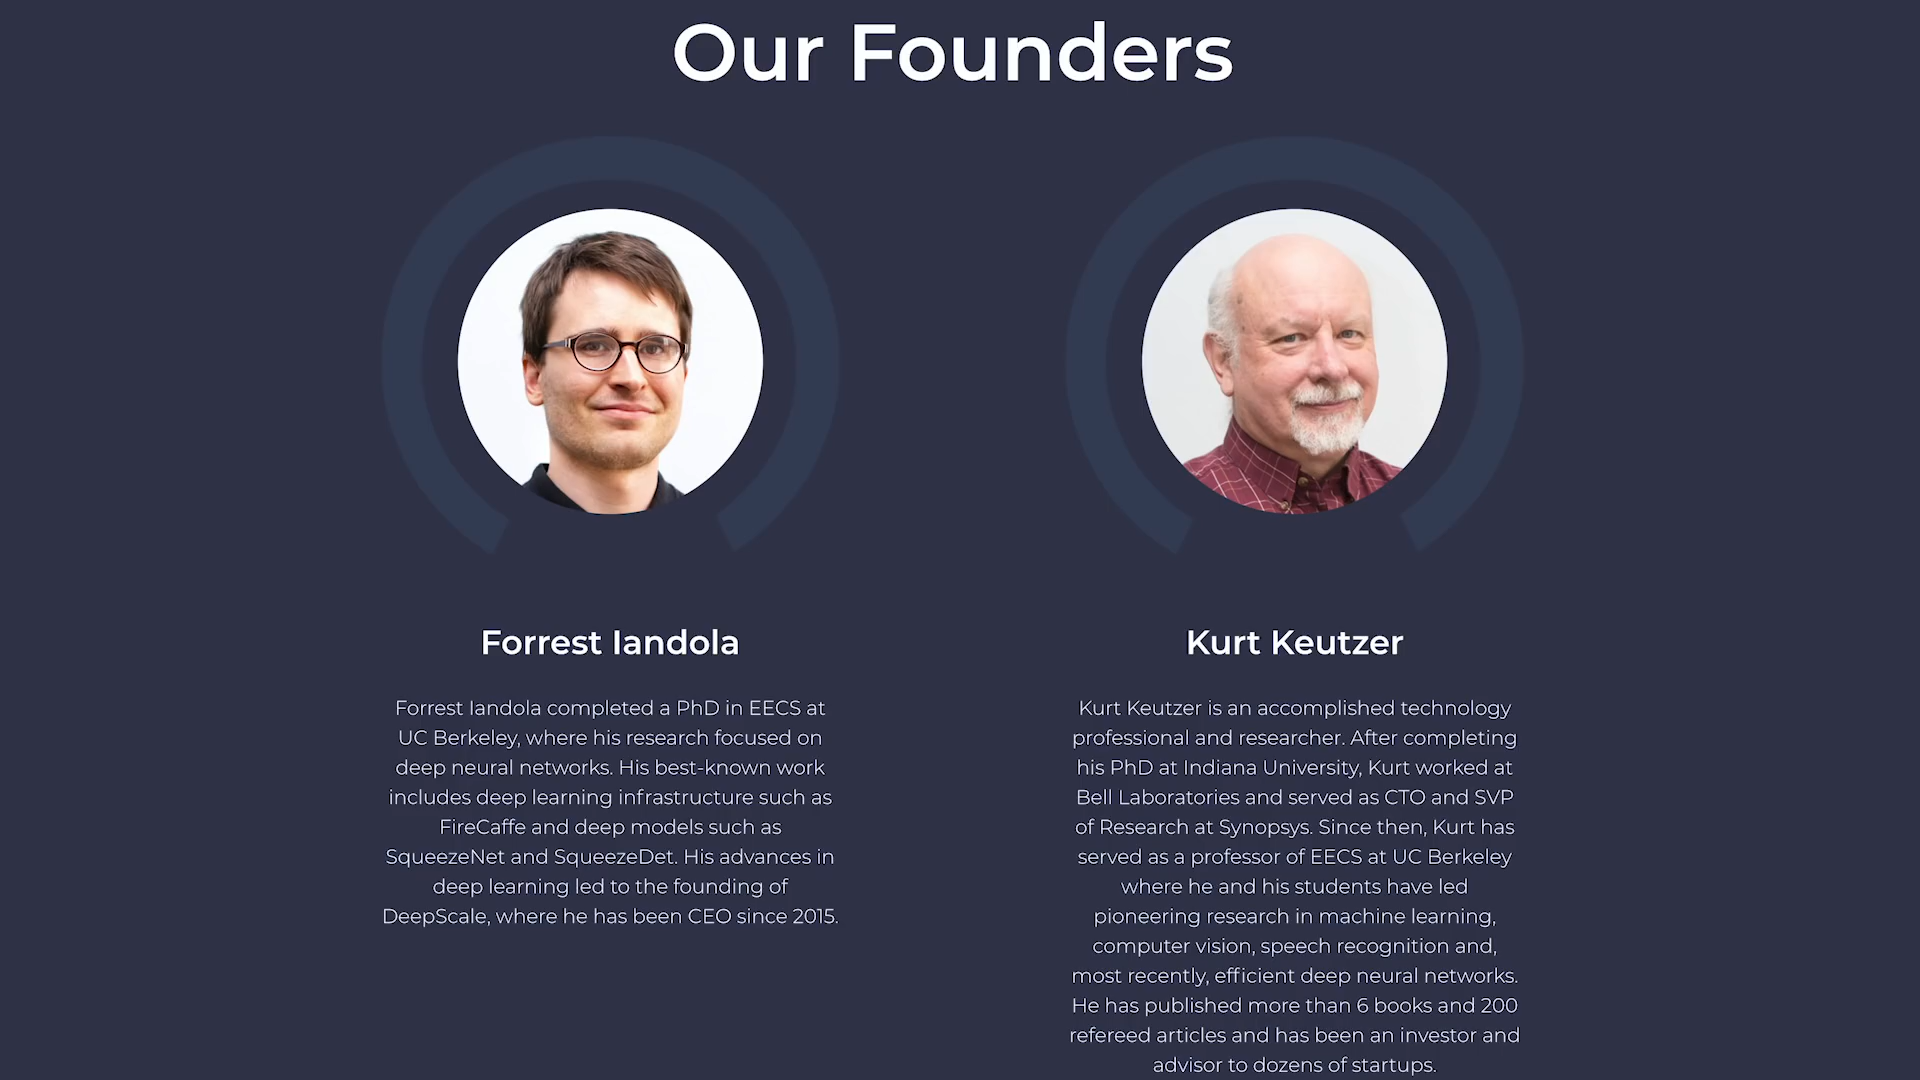 Our Founders
Forrest Iandola
Forrest Iandola completed a PhD in EECS at
UC Berkeley, where his research focused on
deep neural networks. His best-known work
includes deep learning infrastructure such as
FireCaffe and deep models such as
SqueezeNet and SqueezeDet. His advances in
deep learning led to the founding of
DeepScale, where he has been CEO since 2015.
Kurt Keutzer
Kurt Keutzer is an accomplished technology
professional and researcher. After completing
his PhD at Indiana University, Kurt worked at
Bell Laboratories and served as CTO and SVP
of Research at Synopsys. Since then, Kurt has
served as a professor of EECS at UC Berkeley
where he and his students have led
pioneering research in machine learning,
computer vision, speech recognition and,
most recently, efficient deep neural networks.
He has published more than 6 books and 200
refereed articles and has been an investor and
advisor to dozens of startups.